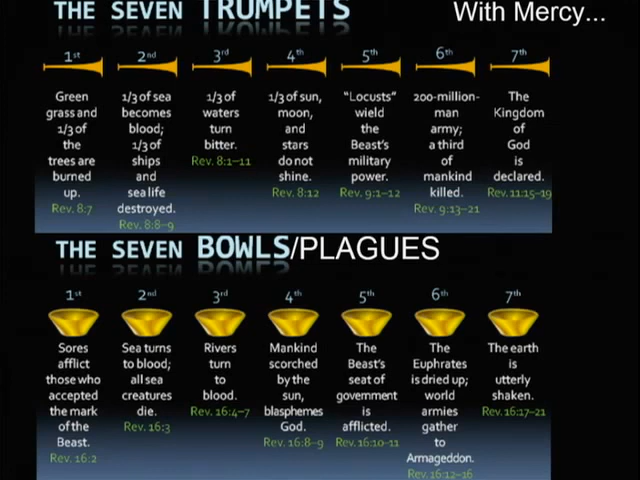 THE SEVEN TRUMPETS
With Mercy...
1st 2nd 3rd 4th 5th 6th 7th
Green
grass and
1/3 of
the
trees are
burned
up.
Rev. 8:7
1/3 of sea
becomes
blood;
1/3 of
ships
and
sea life
destroyed.
Rev. 8:8–9
1/3 of
waters
turn
bitter.
Rev. 8:1–11
1/3 of sun,
moon,
and
stars
do not
shine.
Rev. 8:12
“Locusts”
wield
the
Beast’s
military
power.
Rev. 9:1–12
200-million-
man
army;
a third
of
mankind
killed.
Rev. 9:13–21
The
Kingdom
of
God
is
declared.
Rev. 11:15–19
THE SEVEN BOWLS/PLAGUES
1st 2nd 3rd 4th 5th 6th 7th
Sores
afflict
those who
accepted
the mark
of the
Beast.
Rev. 16:2
Sea turns
to blood;
all sea
creatures
die.
Rev. 16:3
Rivers
turn
to
blood.
Rev. 16:4–7
Mankind
scorched
by the
sun,
blasphemes
God.
Rev. 16:8–9
The
Beast’s
seat of
government
is
afflicted.
Rev. 16:10–11
The
Euphrates
is dried up;
world
armies
gather
to
Armageddon.
Rev. 16:12–16
The earth
is
utterly
shaken.
Rev. 16:17–21